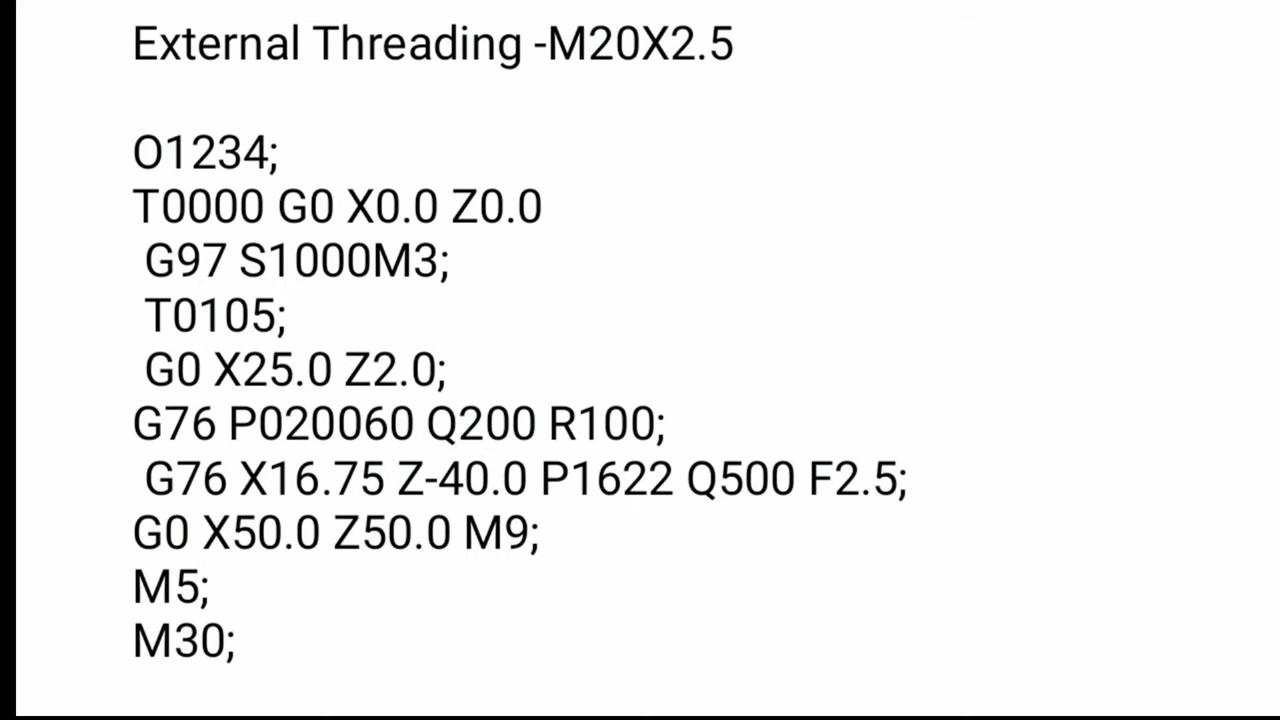 External Threading -M20X2.5
O1234;
T0000 G0 X0.0 Z0.0
G97 S1000M3;
T0105;
G0 X25.0 Z2.0;
G76 P020060 Q200 R100;
G76 X16.75 Z-40.0 P1622 Q500 F2.5;
G0 X50.0 Z50.0 M9;
M5;
M30;